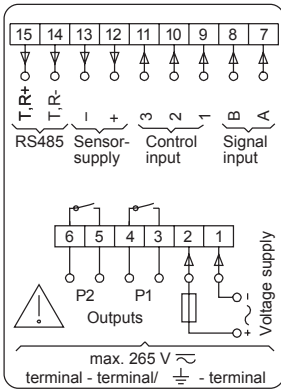 15 14 13 12 11 10 9 8 7
T,R+ T,R- – + 3 2 1 B A
RS485 Sensor- supply Control input Signal input
6 5 4 3 2 1
P2 P1
Outputs
- ~ +
Voltage supply
max. 265 V ⎓
terminal - terminal/ ⏚ - terminal